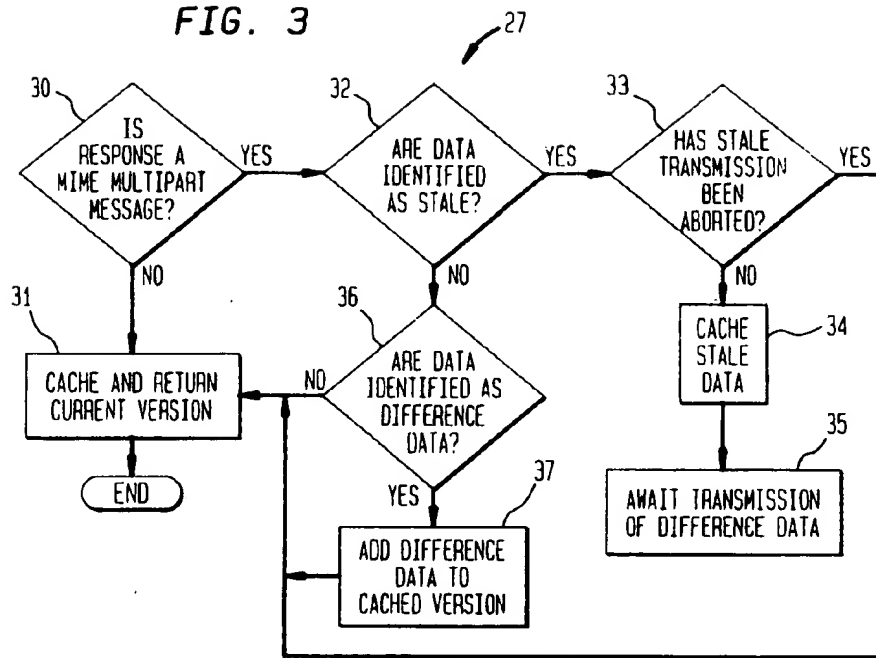 FIG. 3
27
30
IS
RESPONSE A
MIME MULTIPART
MESSAGE?
YES
NO
32
ARE DATA
IDENTIFIED
AS STALE?
YES
NO
33
HAS STALE
TRANSMISSION
BEEN
ABORTED?
YES
NO
31
CACHE AND RETURN
CURRENT VERSION
END
36
ARE DATA
IDENTIFIED AS
DIFFERENCE
DATA?
NO
YES
34
CACHE
STALE
DATA
37
ADD DIFFERENCE
DATA TO
CACHED VERSION
35
AWAIT TRANSMISSION
OF DIFFERENCE DATA